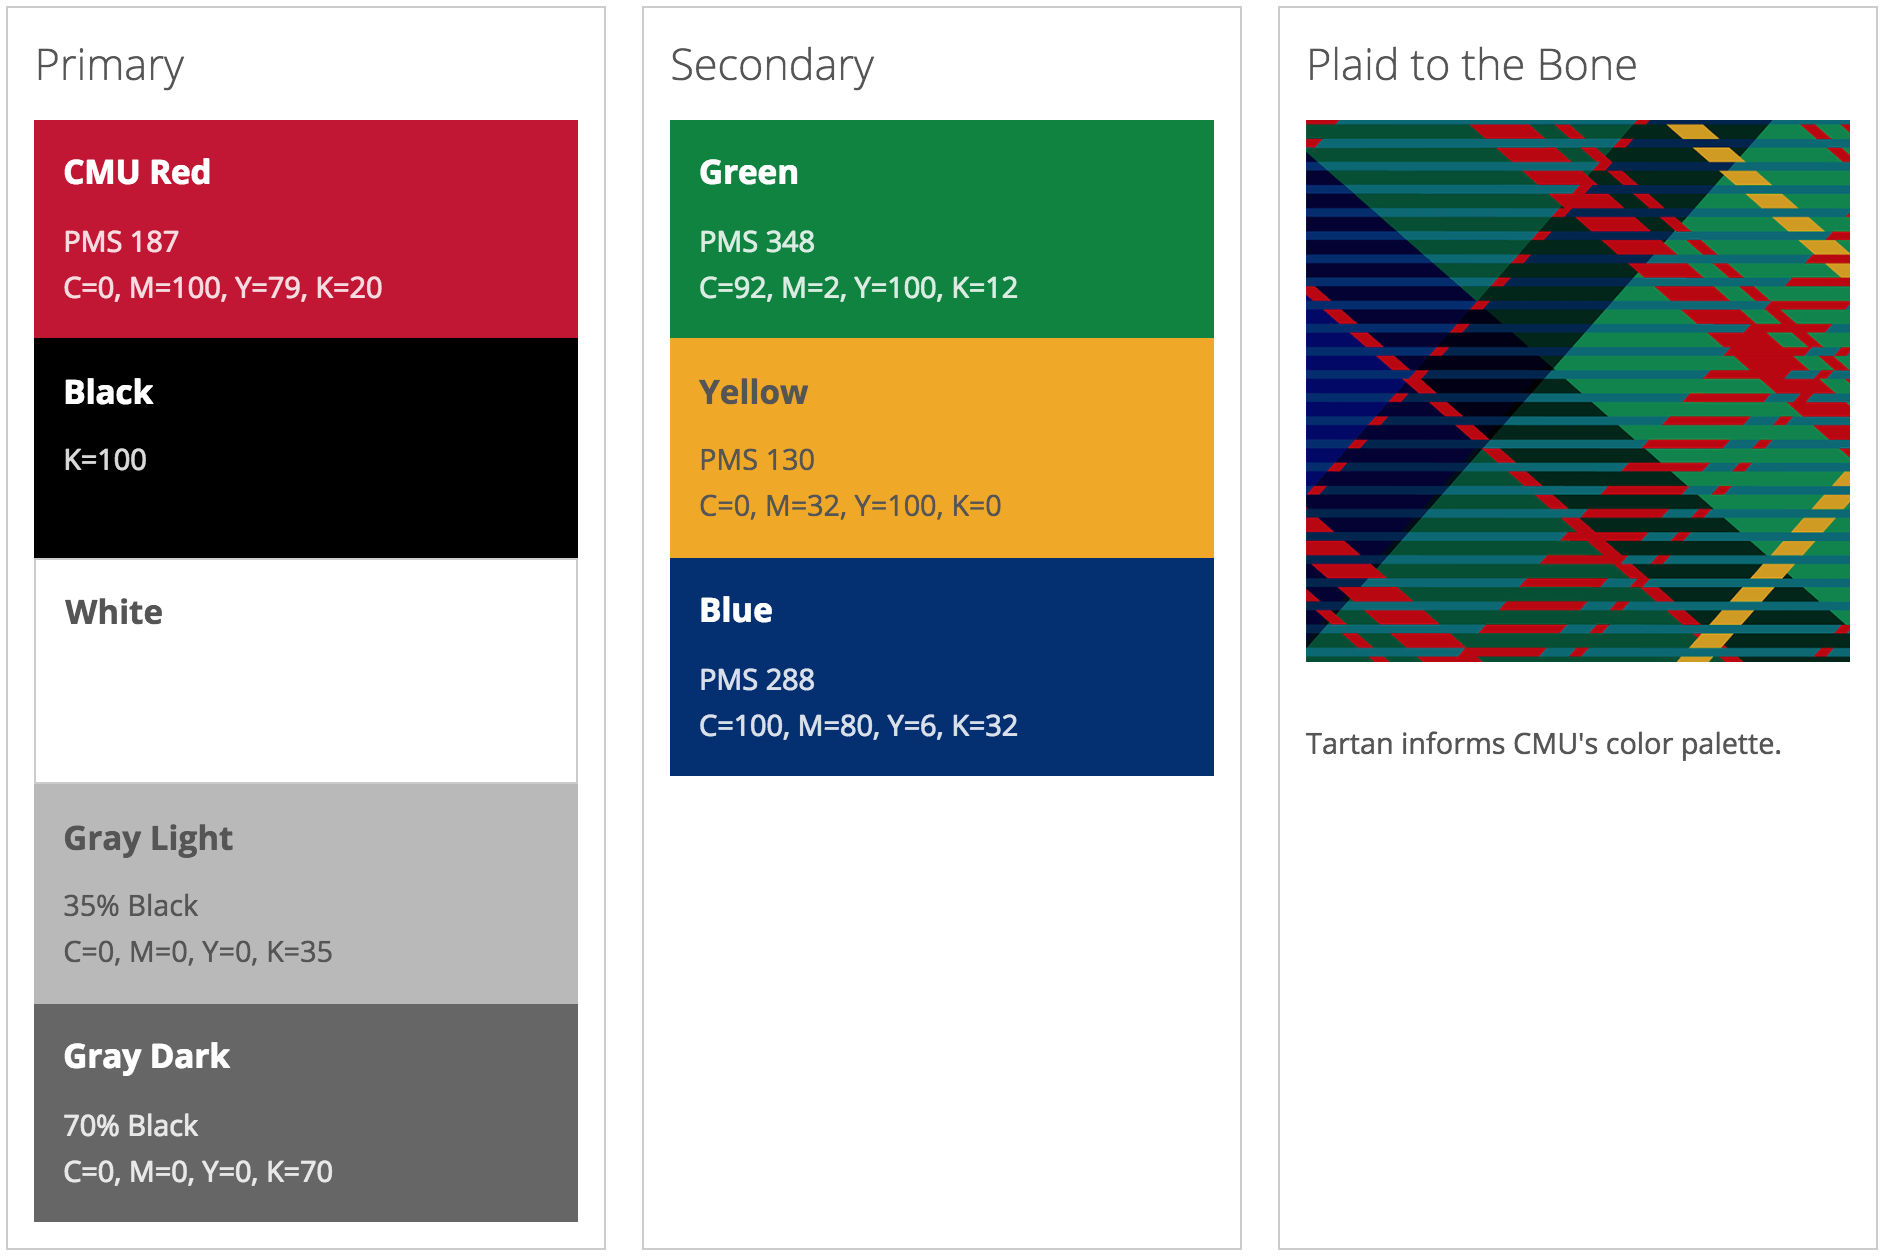 Primary
CMU Red
PMS 187
C=0, M=100, Y=79, K=20
Black
K=100
White
Gray Light
35% Black
C=0, M=0, Y=0, K=35
Gray Dark
70% Black
C=0, M=0, Y=0, K=70
Secondary
Green
PMS 348
C=92, M=2, Y=100, K=12
Yellow
PMS 130
C=0, M=32, Y=100, K=0
Blue
PMS 288
C=100, M=80, Y=6, K=32
Plaid to the Bone
Tartan informs CMU's color palette.